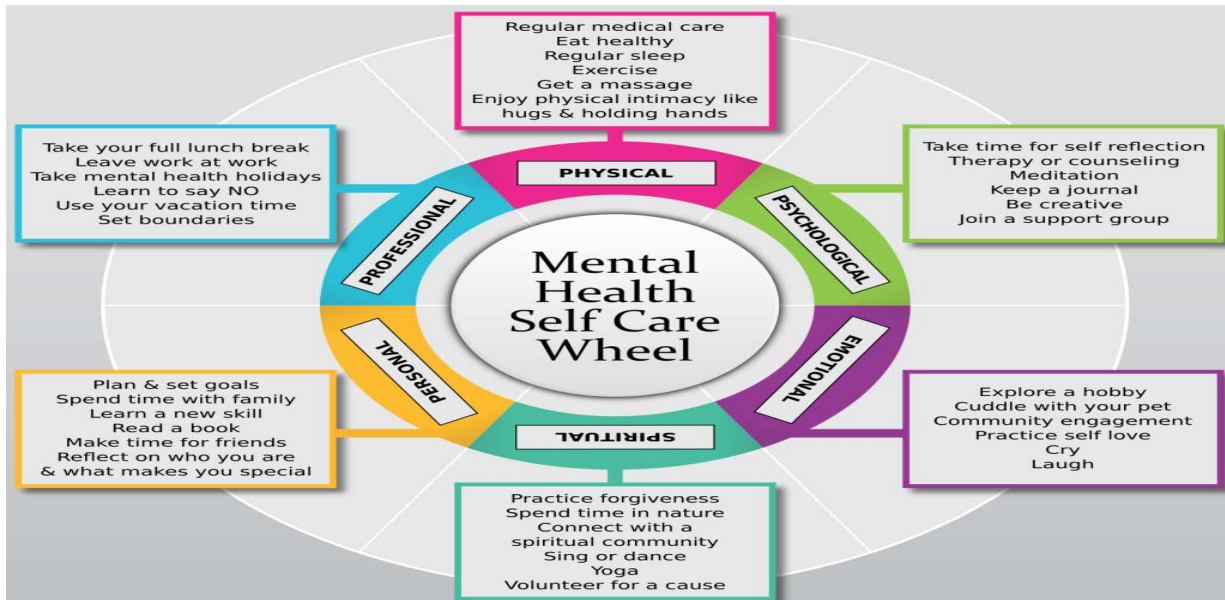 Regular medical care
Eat healthy
Regular sleep
Exercise
Get a massage
Enjoy physical intimacy like
hugs & holding hands
Take your full lunch break
Leave work at work
Take mental health holidays
Learn to say NO
Use your vacation time
Set boundaries
Take time for self reflection
Therapy or counseling
Meditation
Keep a journal
Be creative
Join a support group
PHYSICAL
PROFESSIONAL
PSYCHOLOGICAL
Mental
Health
Self Care
Wheel
PERSONAL
EMOTIONAL
SPIRITUAL
Plan & set goals
Spend time with family
Learn a new skill
Read a book
Make time for friends
Reflect on who you are
& what makes you special
Explore a hobby
Cuddle with your pet
Community engagement
Practice self love
Cry
Laugh
Practice forgiveness
Spend time in nature
Connect with a
spiritual community
Sing or dance
Yoga
Volunteer for a cause